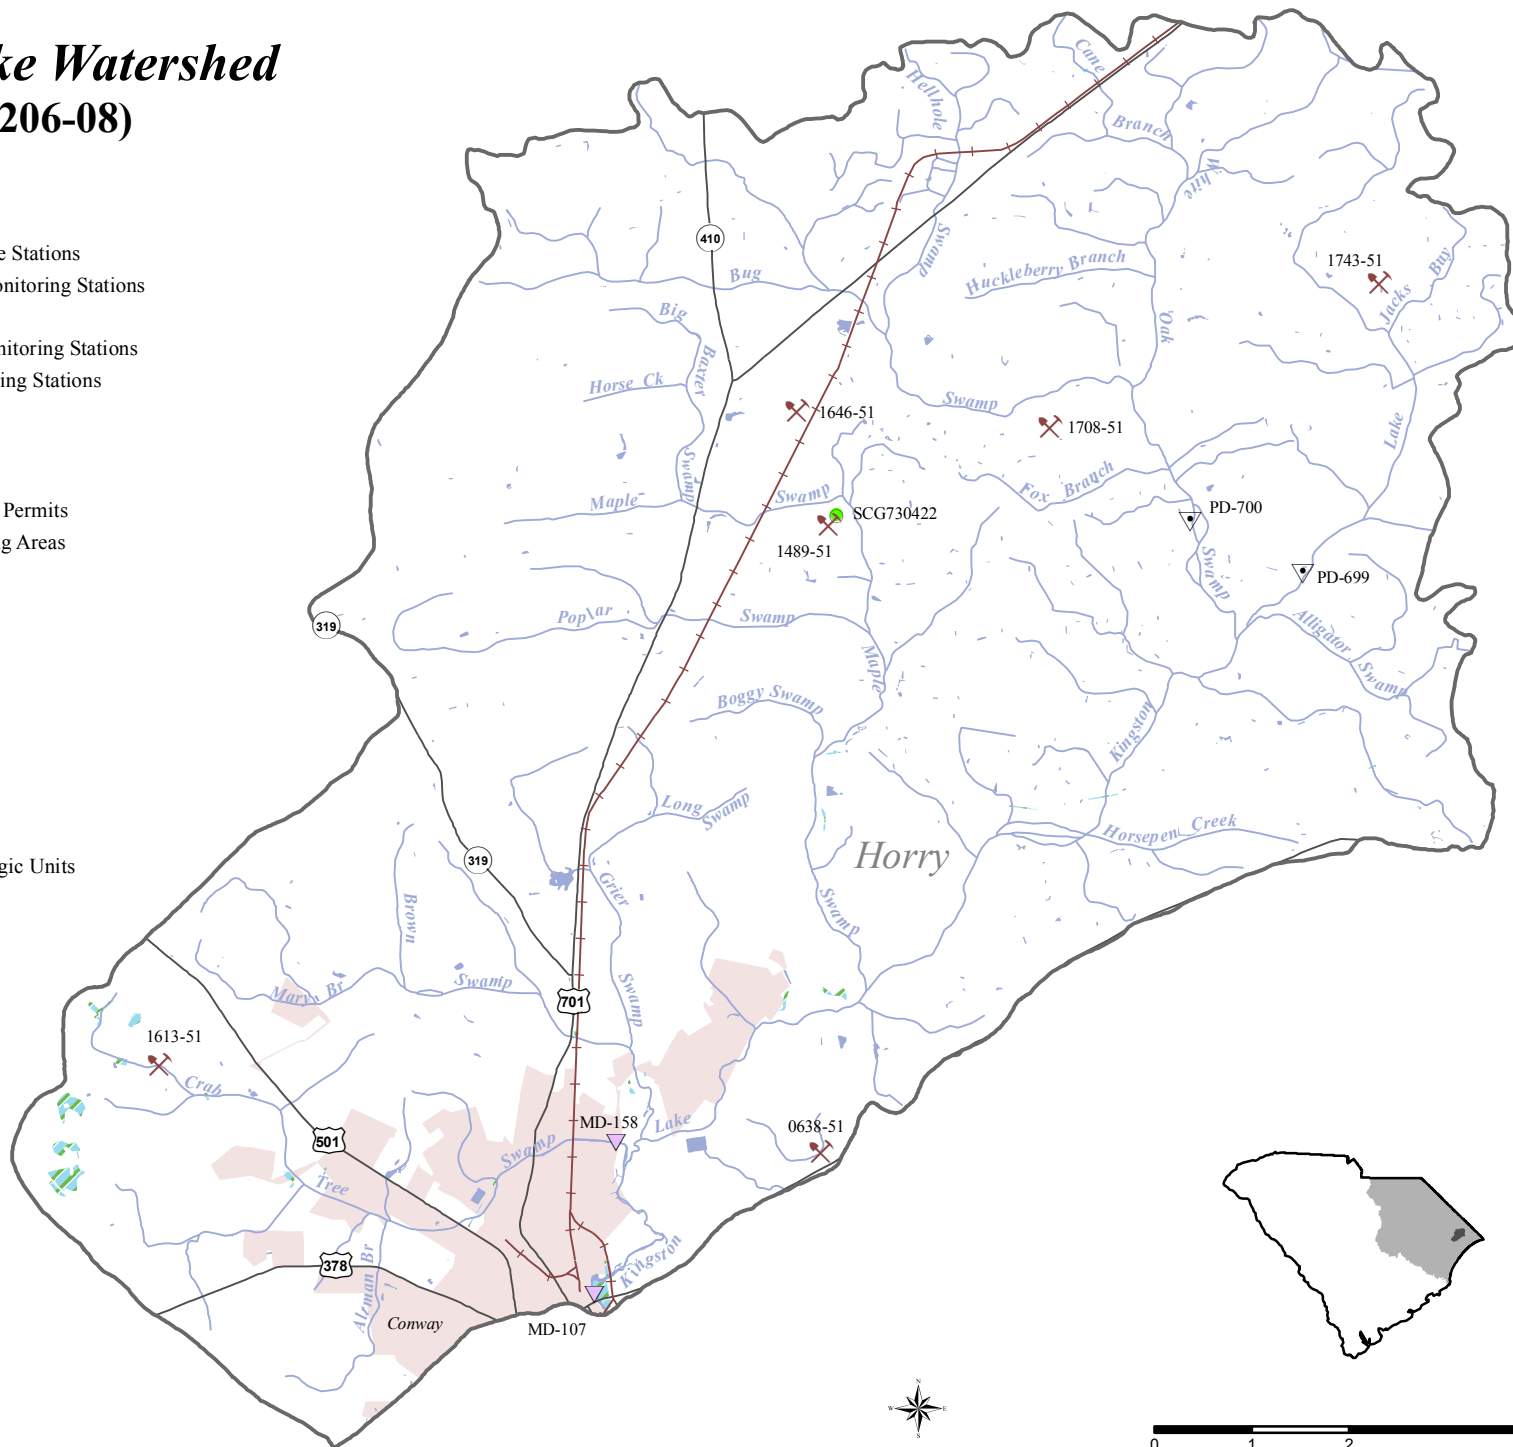 ke Watershed
206-08)
e Stations
onitoring Stations
nitoring Stations
ing Stations
Permits
g Areas
gic Units
Hellhole
Swamp
Cane
Branch
White
Oak
Swamp
410
Bug
Swamp
Huckleberry Branch
1743-51
Jacks
Buy
Lake
Big
Baxter
Swamp
Horse Ck
1646-51
1708-51
Maple
Swamp
Fox Branch
SCG730422
1489-51
PD-700
PD-699
319
Poplar
Swamp
Maple
Swamp
Alligator
Swamp
Boggy Swamp
Kingston
Long
Swamp
Horsepen Creek
Horry
319
Grier
Swamp
Brown
Swamp
Mary Br
701
1613-51
Crab
Tree
Swamp
MD-158
Lake
0638-51
501
378
Altman Br
Kingston
Conway
MD-107
N
W
E
S
0
1
2